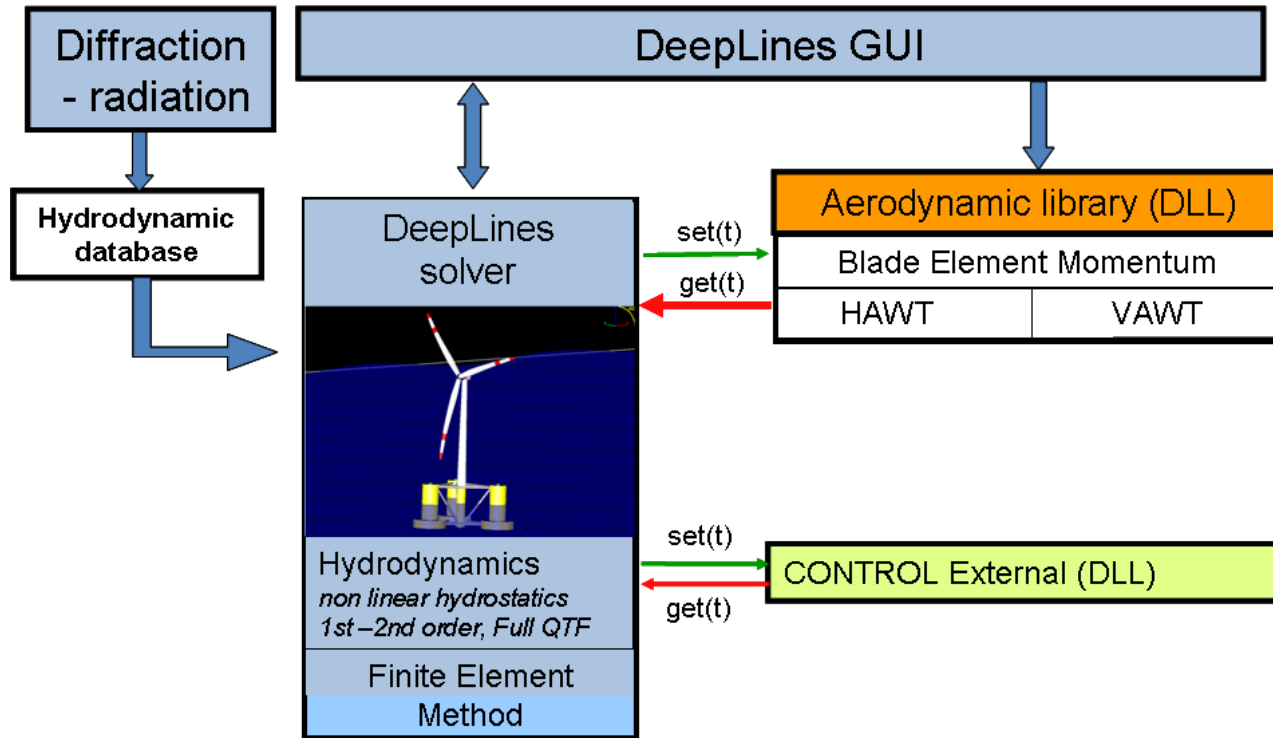 Diffraction
- radiation
DeepLines GUI
Hydrodynamic
database
DeepLines
solver
set(t)
get(t)
Aerodynamic library (DLL)
Blade Element Momentum
HAWT
VAWT
Hydrodynamics
non linear hydrostatics
1st –2nd order, Full QTF
set(t)
get(t)
CONTROL External (DLL)
Finite Element
Method